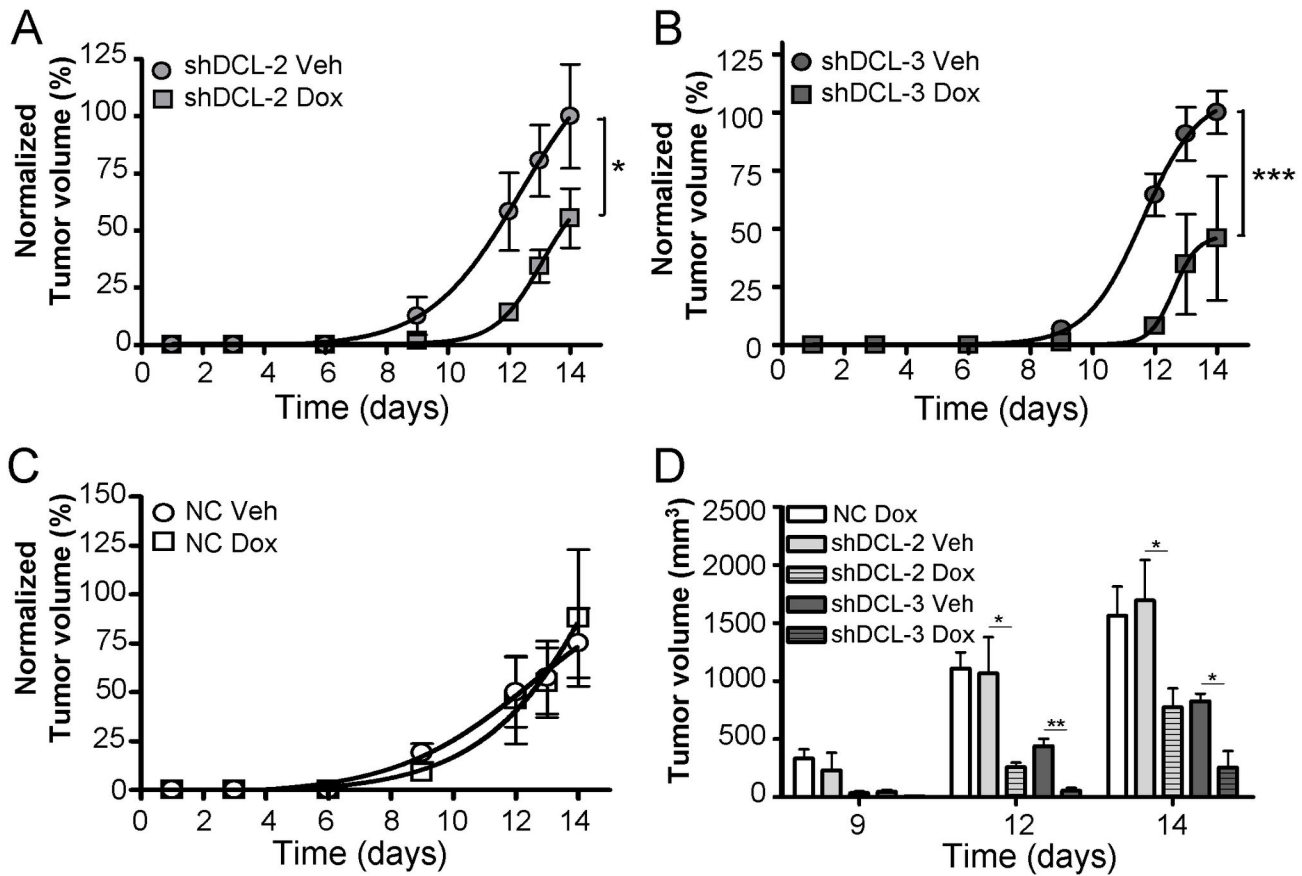 A
Normalized
Tumor volume (%)
125
100
75
50
25
0
shDCL-2 Veh
shDCL-2 Dox
*
0 2 4 6 8 10 12 14
Time (days)
B
Normalized
Tumor volume (%)
125
100
75
50
25
0
shDCL-3 Veh
shDCL-3 Dox
***
0 2 4 6 8 10 12 14
Time (days)
C
Normalized
Tumor volume (%)
150
125
100
75
50
25
0
NC Veh
NC Dox
0 2 4 6 8 10 12 14
Time (days)
D
Tumor volume (mm³)
2500
2000
1500
1000
500
0
NC Dox
shDCL-2 Veh
shDCL-2 Dox
shDCL-3 Veh
shDCL-3 Dox
*
**
*
*
9 12 14
Time (days)